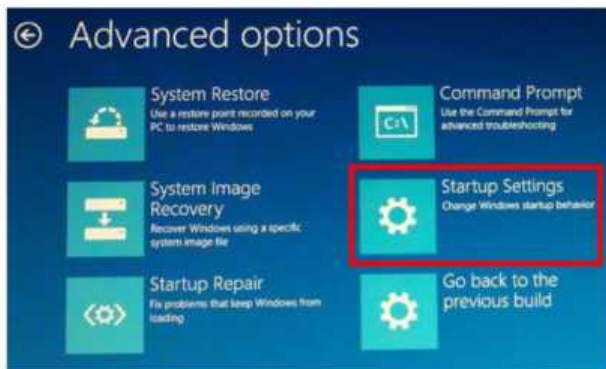 Advanced options
System Restore
Use a restore point recorded on your
PC to restore Windows
Command Prompt
Use the Command Prompt for
advanced troubleshooting
C:\
System Image
Recovery
Recover Windows using a specific
system image file
Startup Settings
Change Windows startup behavior
Startup Repair
Fix problems that keep Windows from
loading
Go back to the
previous build